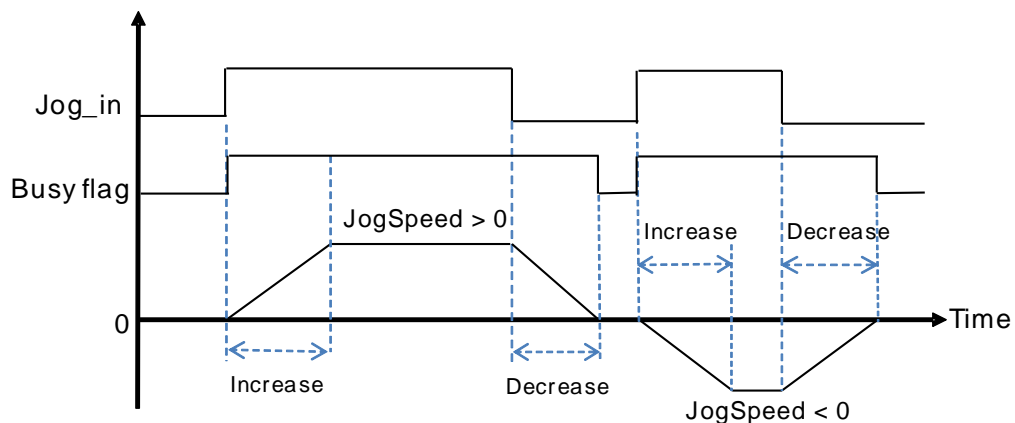 Jog_in
Busy flag
JogSpeed > 0
Increase
Decrease
0
Time
Increase
Decrease
JogSpeed < 0